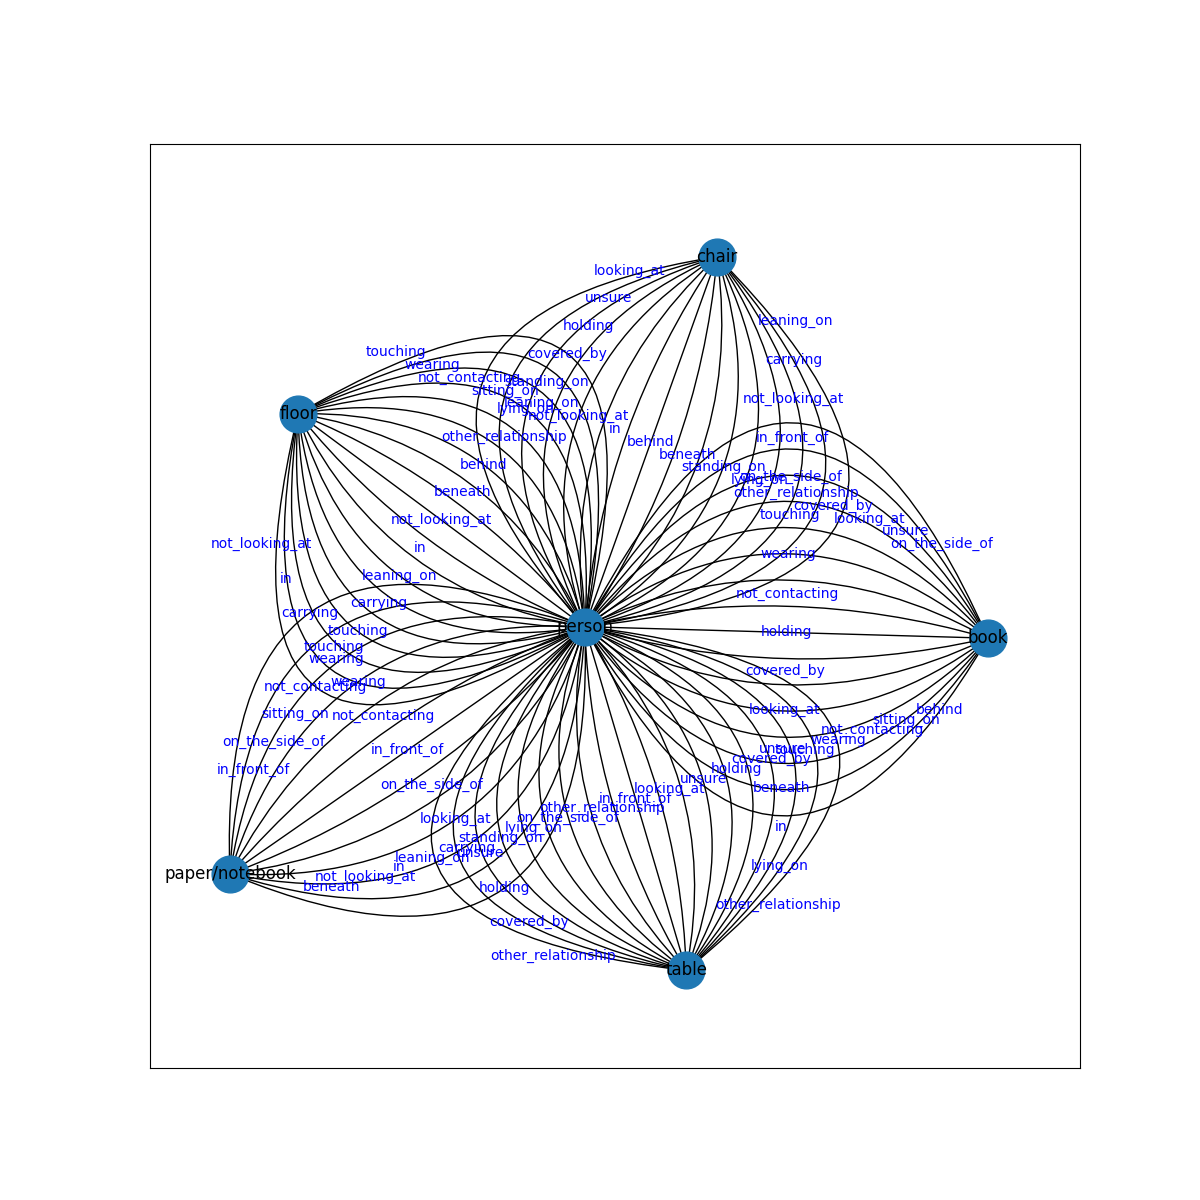 chair
looking_at
unsure
leaning_on
holding
touching
covered_by
carrying
wearing
not_contacting
standing_on
sitting_on
not_looking_at
leaning_on
lying_on
floor
not_looking_at
in
other_relationship
in_front_of
behind
beneath
behind
standing_on
on_the_side_of
lying_on
beneath
other_relationship
covered_by
touching
looking_at
not_looking_at
unsure
not_looking_at
on_the_side_of
in
wearing
leaning_on
in
not_contacting
carrying
carrying
person
touching
holding
book
touching
wearing
covered_by
wearing
not_contacting
looking_at
behind
sitting_on
not_contacting
sitting_on
not_contacting
wearing
on_the_side_of
in_front_of
unsure
touching
covered_by
in_front_of
holding
unsure
on_the_side_of
looking_at
beneath
in_front_of
other_relationship
looking_at
on_the_side_of
lying_on
in
standing_on
carrying
unsure
leaning_on
in
lying_on
paper/notebook
not_looking_at
beneath
holding
other_relationship
covered_by
other_relationship
table